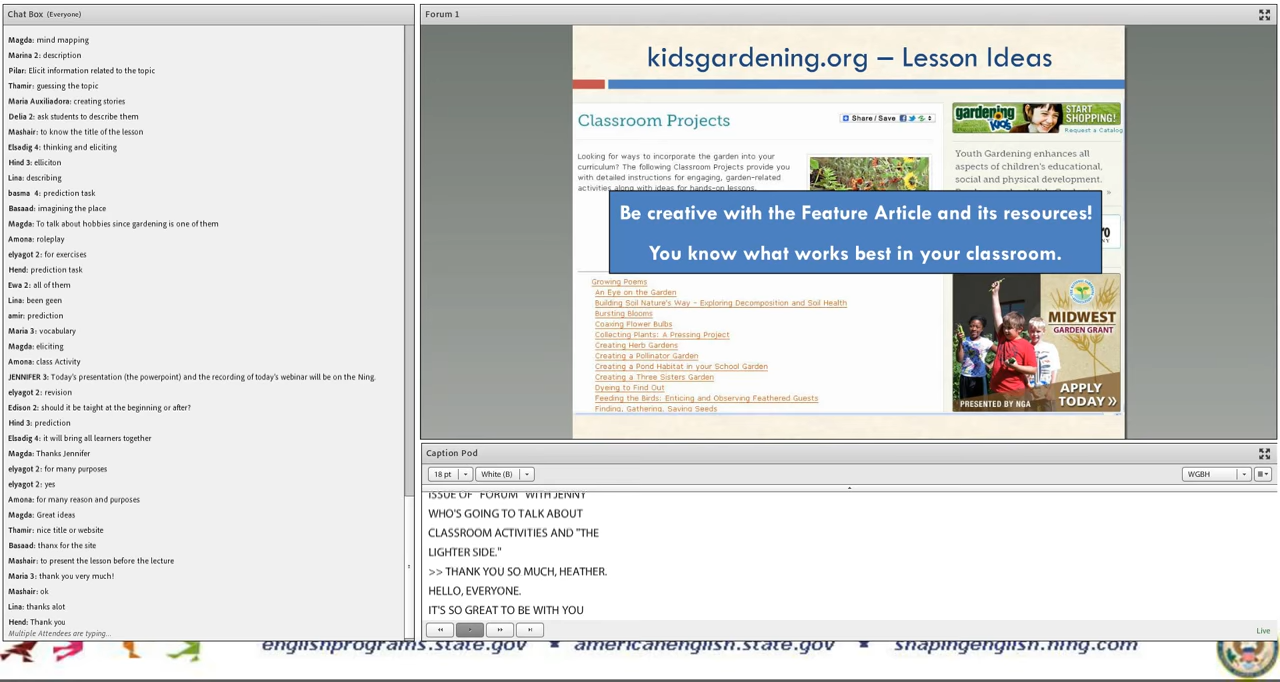 Chat Box (Everyone)
Magda: mind mapping
Marina 2: description
Pilar: Elicit information related to the topic
Thamir: guessing the topic
Maria Auxiliadora: creating stories
Delia 2: ask students to describe them
Mashair: to know the title of the lesson
Elsadig 4: thinking and eliciting
Hind 3: elliciton
Lina: describing
basma 4: prediction task
Basaad: imagining the place
Magda: To talk about hobbies since gardening is one of them
Amona: roleplay
elyagot 2: for exercises
Hend: prediction task
Ewa 2: all of them
Lina: been geen
amir: prediction
Maria 3: vocabulary
Magda: eliciting
Amona: class Activity
JENNIFER 3: Today's presentation (the powerpoint) and the recording of today's webinar will be on the Ning.
elyagot 2: revision
Edison 2: should it be taight at the beginning or after?
Hind 3: prediction
Elsadig 4: it will bring all learners together
Magda: Thanks Jennifer
elyagot 2: for many purposes
elyagot 2: yes
Amona: for many reason and purposes
Magda: Great ideas
Thamir: nice title or website
Basaad: thanx for the site
Mashair: to present the lesson before the lecture
Maria 3: thank you very much!
Mashair: ok
Lina: thanks alot
Hend: Thank you
Multiple Attendees are typing...
Forum 1
kidsgardening.org – Lesson Ideas
Classroom Projects
Share / Save
Looking for ways to incorporate the garden into your
curriculum? The following Classroom Projects provide you
with detailed instructions for engaging, garden-related
activities along with ideas for hands-on lessons.
gardening with Kids
START
SHOPPING!
Request a Catalog
Youth Gardening enhances all
aspects of children's educational,
social and physical development.
Be creative with the Feature Article and its resources!
You know what works best in your classroom.
Growing Poems
An Eye on the Garden
Building Soil Nature's Way - Exploring Decomposition and Soil Health
Bursting Blooms
Coaxing Flower Bulbs
Collecting Plants: A Pressing Project
Creating Herb Gardens
Creating a Pollinator Garden
Creating a Pond Habitat in your School Garden
Creating a Three Sisters Garden
Dyeing to Find Out
Feeding the Birds: Enticing and Observing Feathered Guests
Finding, Gathering, Saving Seeds
MIDWEST
GARDEN GRANT
APPLY
TODAY »
PRESENTED BY NGA
Caption Pod
18 pt
White (B)
WGBH
ISSUE OF "FORUM" WITH JENNY
WHO'S GOING TO TALK ABOUT
CLASSROOM ACTIVITIES AND "THE
LIGHTER SIDE."
>> THANK YOU SO MUCH, HEATHER.
HELLO, EVERYONE.
IT'S SO GREAT TO BE WITH YOU
Live
englishprograms.state.gov * americanenglish.state.gov * shapingenglish.ning.com